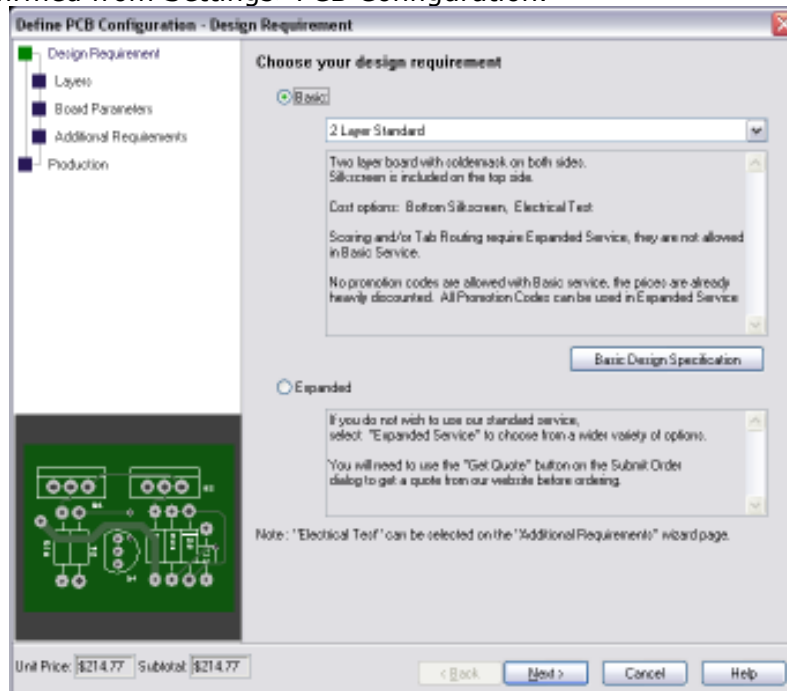 from Settings- PCB Configuration.
Define PCB Configuration - Design Requirement
Design Requirement
Layers
Board Parameters
Additional Requirements
Production
Choose your design requirement
Basic
2 Layer Standard
Two layer board with soldermask on both sides.
Silkscreen is included on the top side.
Cost options: Bottom Silkscreen, Electrical Test
Scoring and/or Tab Routing require Expanded Service, they are not allowed
in Basic Service.
No promotion codes are allowed with Basic service, the prices are already
heavily discounted. All Promotion Codes can be used in Expanded Service
Basic Design Specification
Expanded
If you do not wish to use our standard service,
select "Expanded Service" to choose from a wider variety of options.
You will need to use the "Get Quote" button on the Submit Order
dialog to get a quote from our website before ordering.
Note : "Electrical Test" can be selected on the "Additional Requirements" wizard page.
Unit Price: $214.77 Subtotal: $214.77
< Back Next > Cancel Help